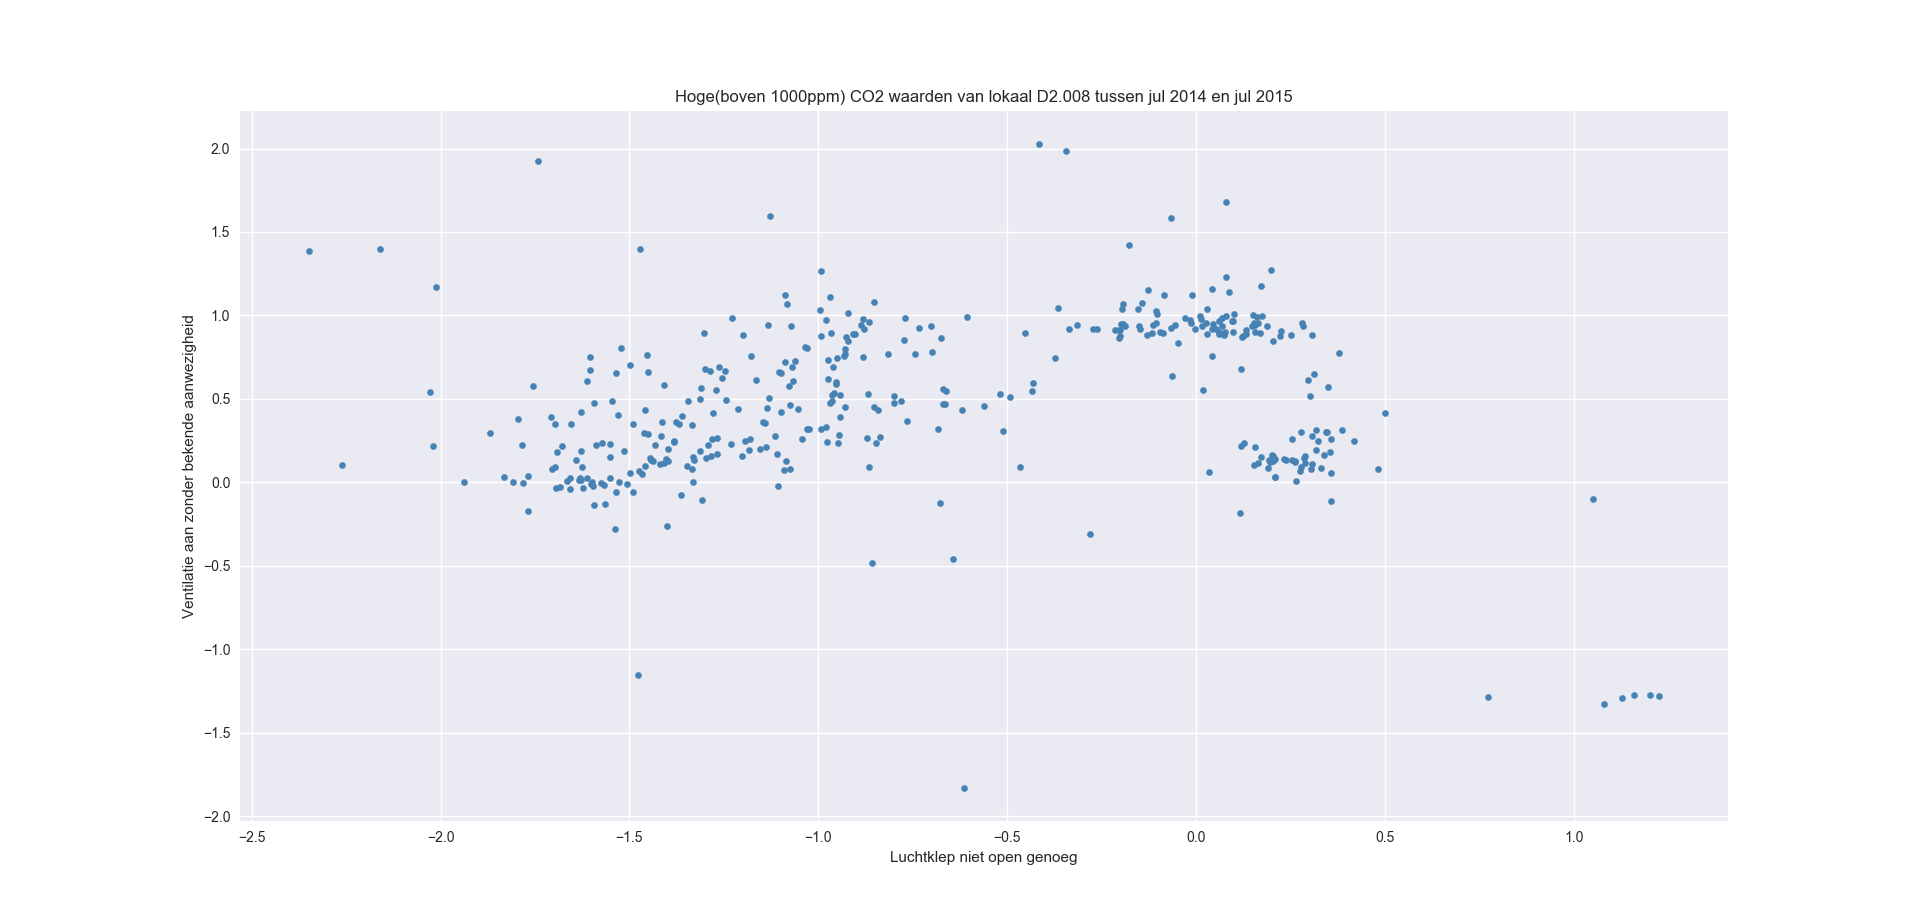 Hoge(boven 1000ppm) CO2 waarden van lokaal D2.008 tussen jul 2014 en jul 2015
Ventilatie aan zonder bekende aanwezigheid
2.0
1.5
1.0
0.5
0.0
−0.5
−1.0
−1.5
−2.0
−2.5 −2.0 −1.5 −1.0 −0.5 0.0 0.5 1.0
Luchtklep niet open genoeg